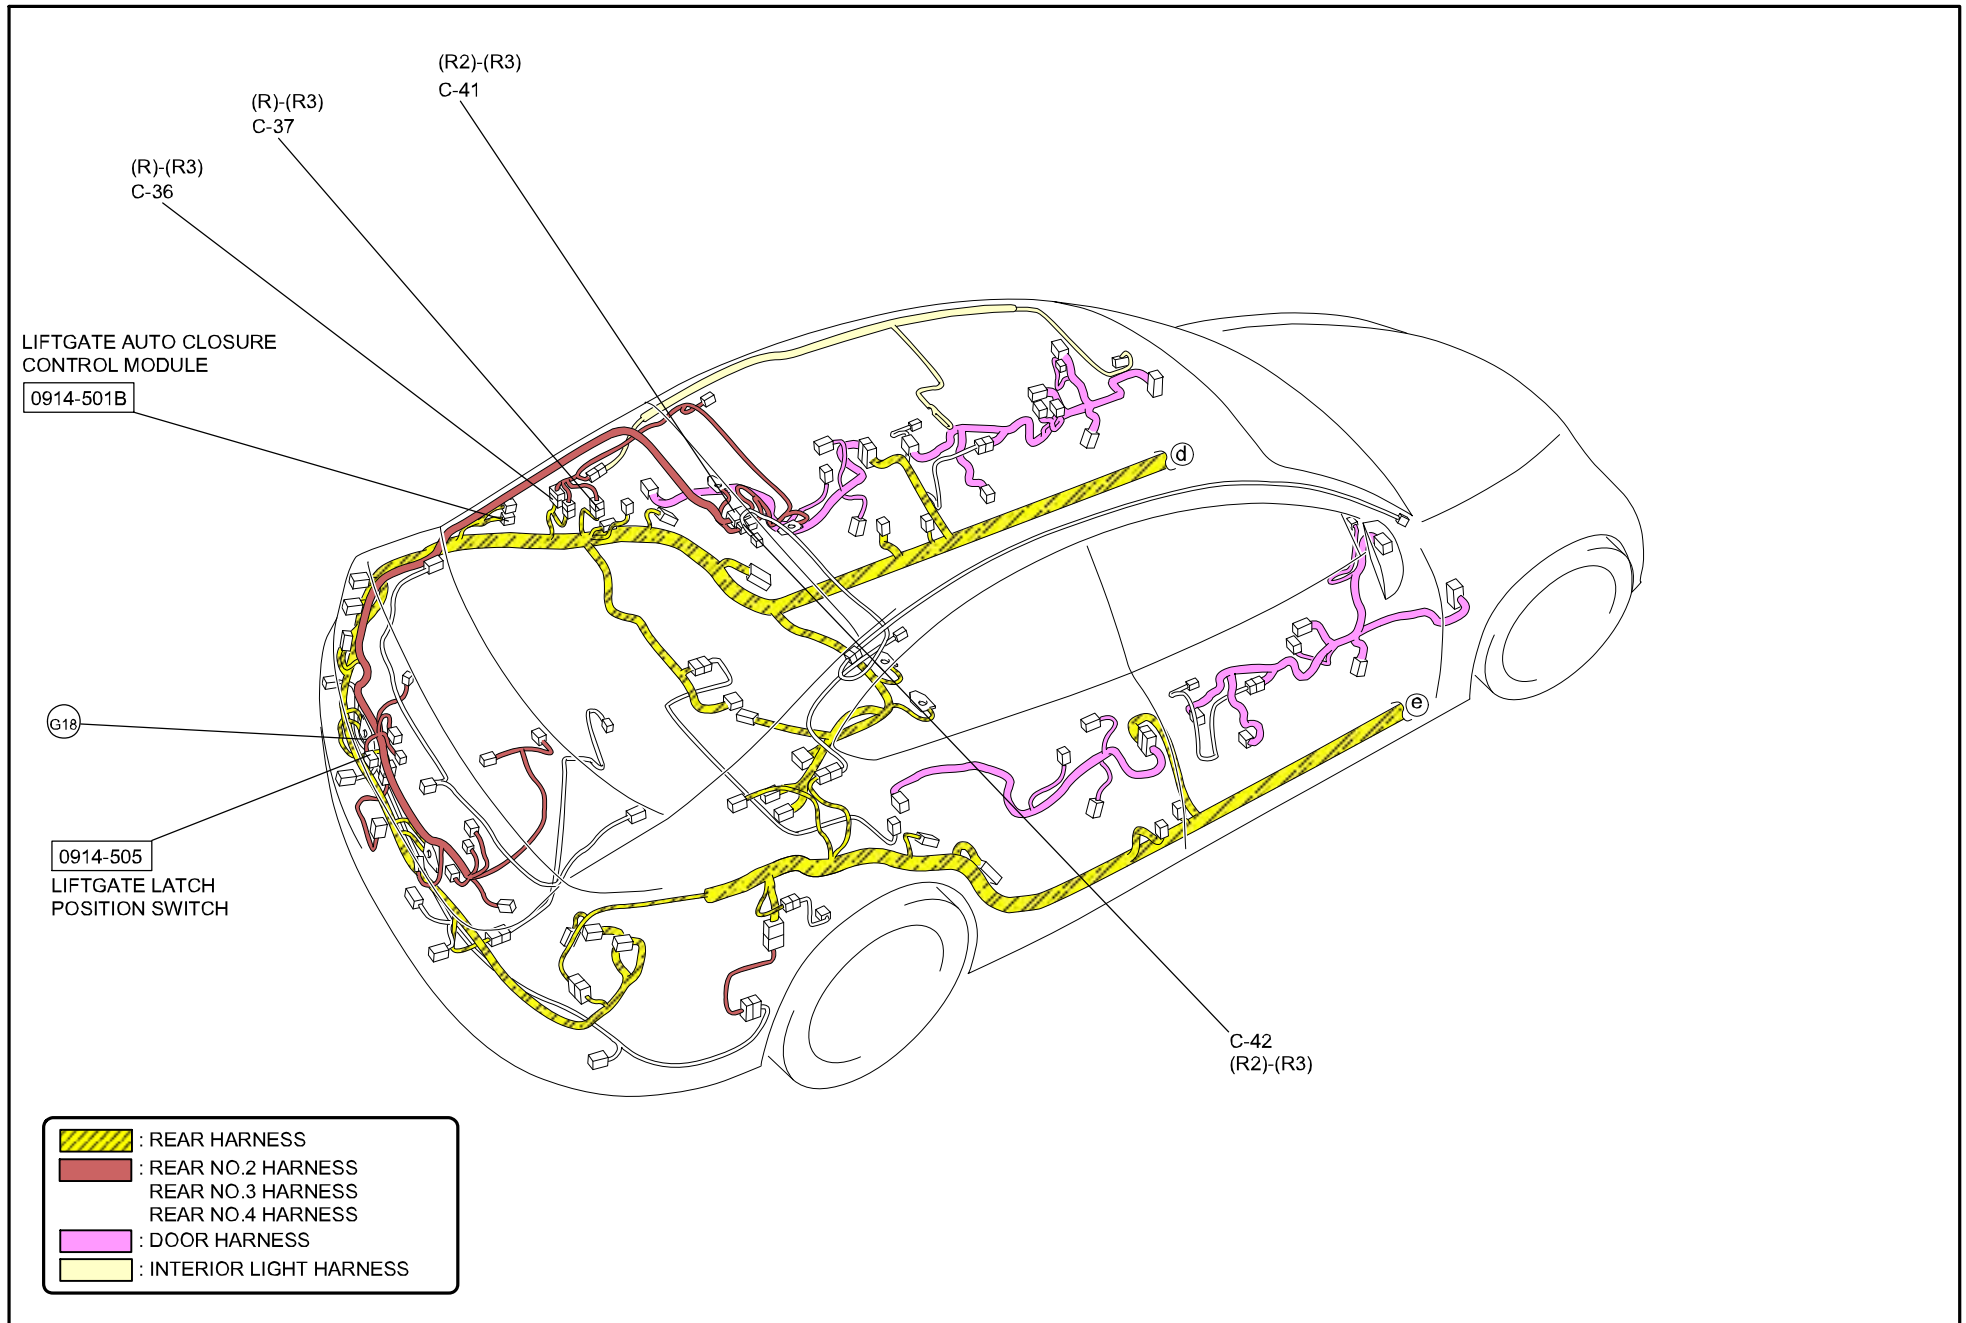 (R2)-(R3)
C-41
(R)-(R3)
C-37
(R)-(R3)
C-36
LIFTGATE AUTO CLOSURE
CONTROL MODULE
0914-501B
d
e
G18
0914-505
LIFTGATE LATCH
POSITION SWITCH
C-42
(R2)-(R3)
: REAR HARNESS
: REAR NO.2 HARNESS
REAR NO.3 HARNESS
REAR NO.4 HARNESS
: DOOR HARNESS
: INTERIOR LIGHT HARNESS